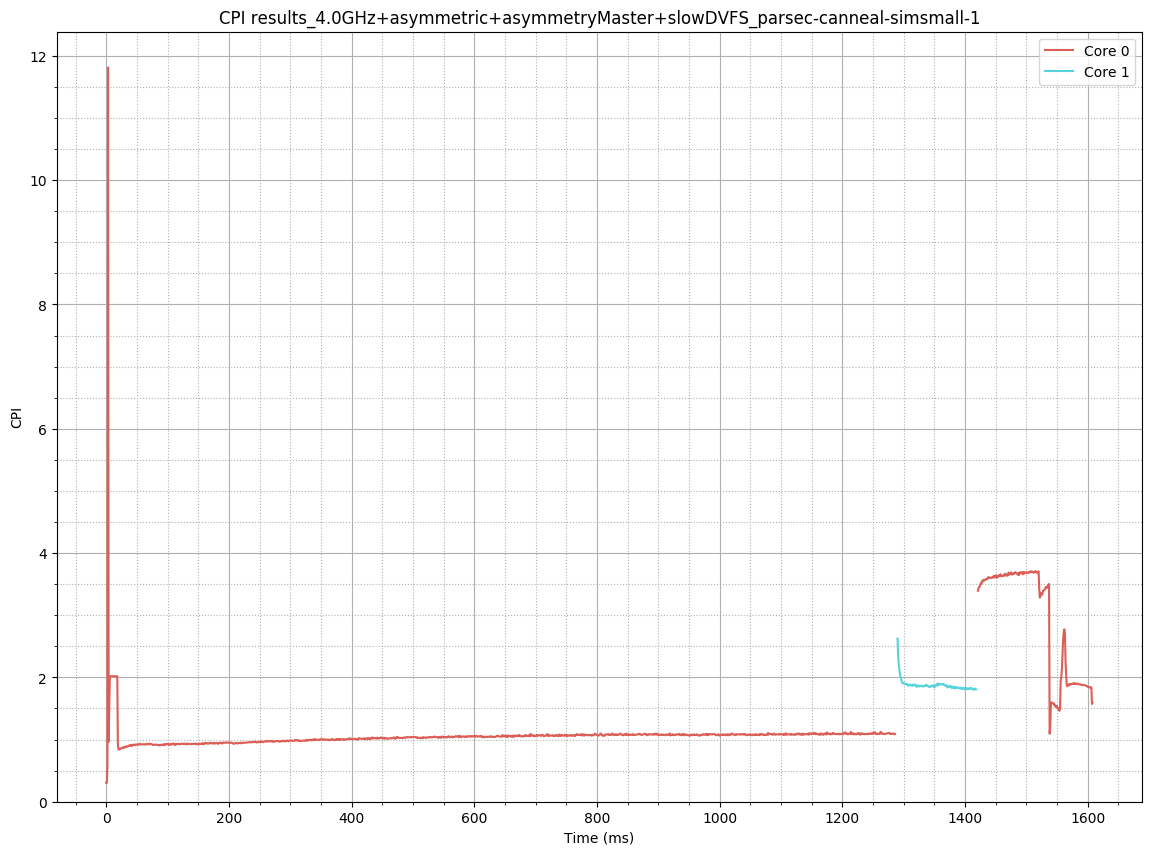 CPI results_4.0GHz+asymmetric+asymmetryMaster+slowDVFS_parsec-canneal-simsmall-1
Core 0
Core 1
12
10
8
6
4
2
0
CPI
0 200 400 600 800 1000 1200 1400 1600
Time (ms)